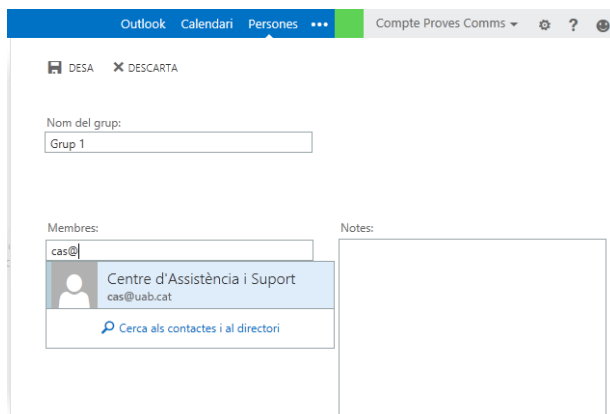 Outlook Calendari Persones ••• Compte Proves Comms ?
DESA DESCARTA
Nom del grup:
Grup 1
Membres: Notes:
cas@
Centre d'Assistència i Suport
cas@uab.cat
Cerca als contactes i al directori